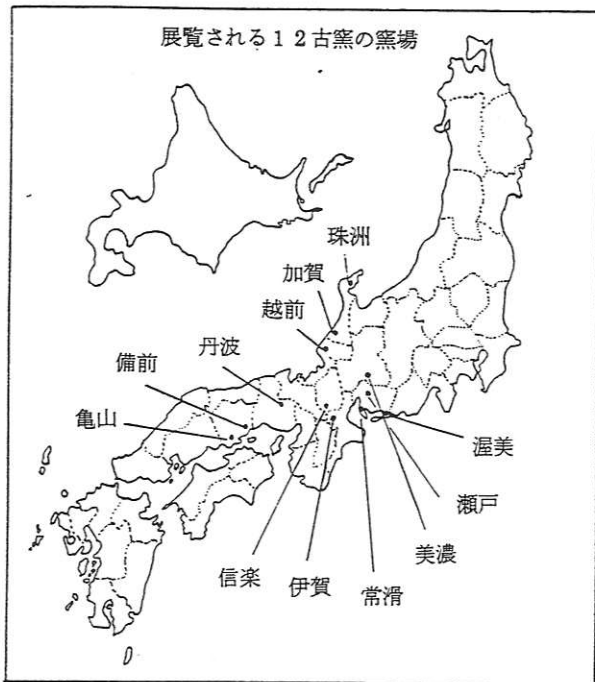 展覧される12古窯の窯場
珠洲
加賀
越前
丹波
備前
亀山
渥美
瀬戸
美濃
常滑
伊賀
信楽